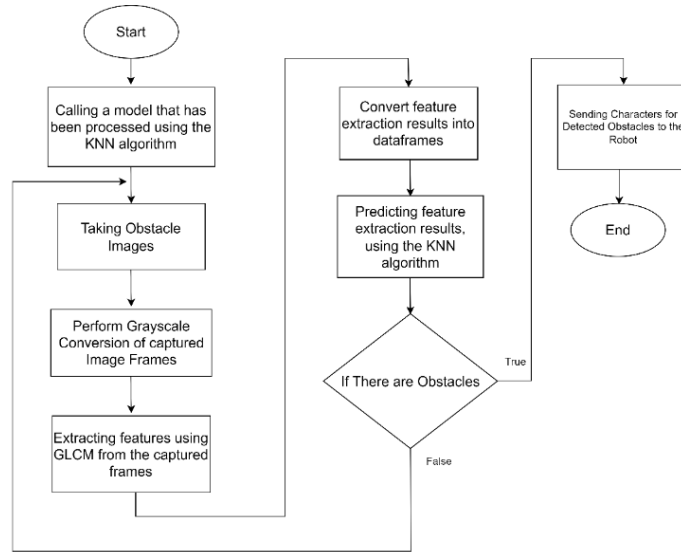 Start
Calling a model that has
been processed using the
KNN algorithm
Taking Obstacle
Images
Perform Grayscale
Conversion of captured
Image Frames
Extracting features using
GLCM from the captured
frames
Convert feature
extraction results into
dataframes
Predicting feature
extraction results,
using the KNN
algorithm
If There are Obstacles
True
False
Sending Characters for
Detected Obstacles to the
Robot
End